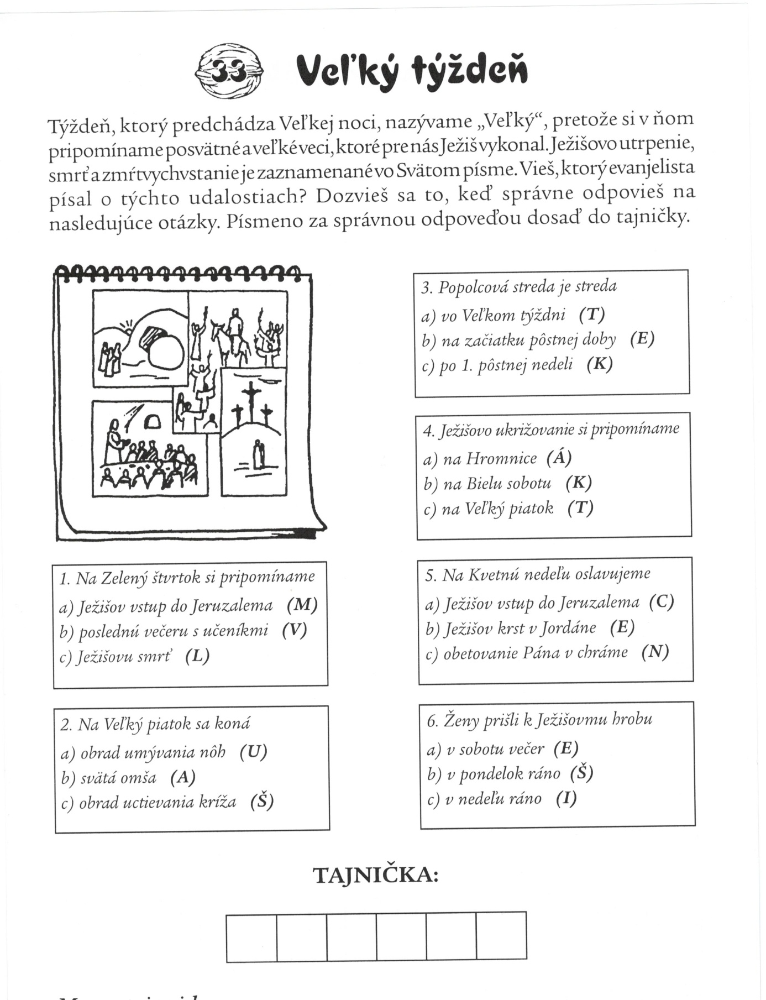 33 Veľký týždeň
Týždeň, ktorý predchádza Veľkej noci, nazývame „Veľký“, pretože si v ňom
pripomíname posvätné a veľké veci, ktoré pre nás Ježiš vykonal. Ježišovo utrpenie,
smrť a zmŕtvychvstanie je zaznamenané vo Svätom písme. Vieš, ktorý evanjelista
písal o týchto udalostiach? Dozvieš sa to, keď správne odpovieš na
nasledujúce otázky. Písmeno za správnou odpoveďou dosaď do tajničky.
1. Na Zelený štvrtok si pripomíname
a) Ježišov vstup do Jeruzalema (M)
b) poslednú večeru s učeníkmi (V)
c) Ježišovu smrť (L)
2. Na Veľký piatok sa koná
a) obrad umývania nôh (U)
b) svätá omša (A)
c) obrad uctievania kríža (Š)
3. Popolcová streda je streda
a) vo Veľkom týždni (T)
b) na začiatku pôstnej doby (E)
c) po 1. pôstnej nedeli (K)
4. Ježišovo ukrižovanie si pripomíname
a) na Hromnice (Á)
b) na Bielu sobotu (K)
c) na Veľký piatok (T)
5. Na Kvetnú nedeľu oslavujeme
a) Ježišov vstup do Jeruzalema (C)
b) Ježišov krst v Jordáne (E)
c) obetovanie Pána v chráme (N)
6. Ženy prišli k Ježišovmu hrobu
a) v sobotu večer (E)
b) v pondelok ráno (Š)
c) v nedeľu ráno (I)
TAJNIČKA: